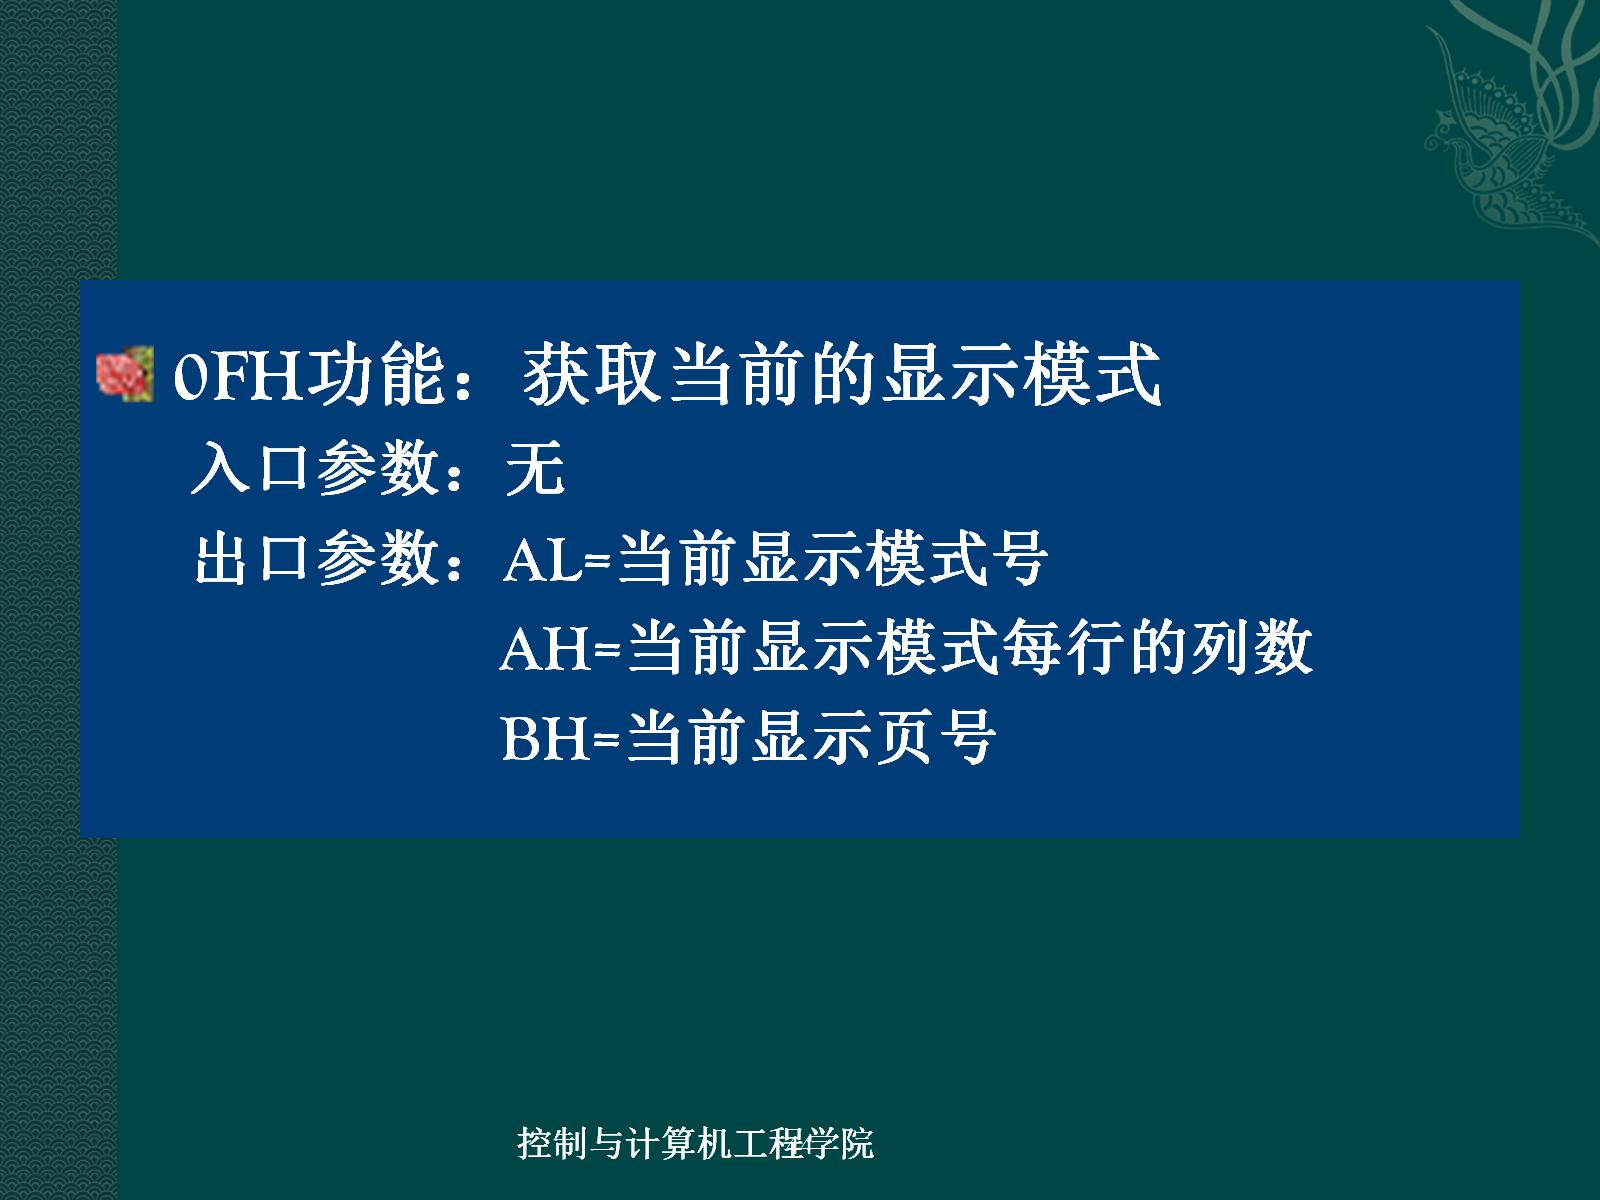 0FH功能：获取当前的显示模式
入口参数：无
出口参数：AL=当前显示模式号
AH=当前显示模式每行的列数
BH=当前显示页号
控制与计算机工程学院